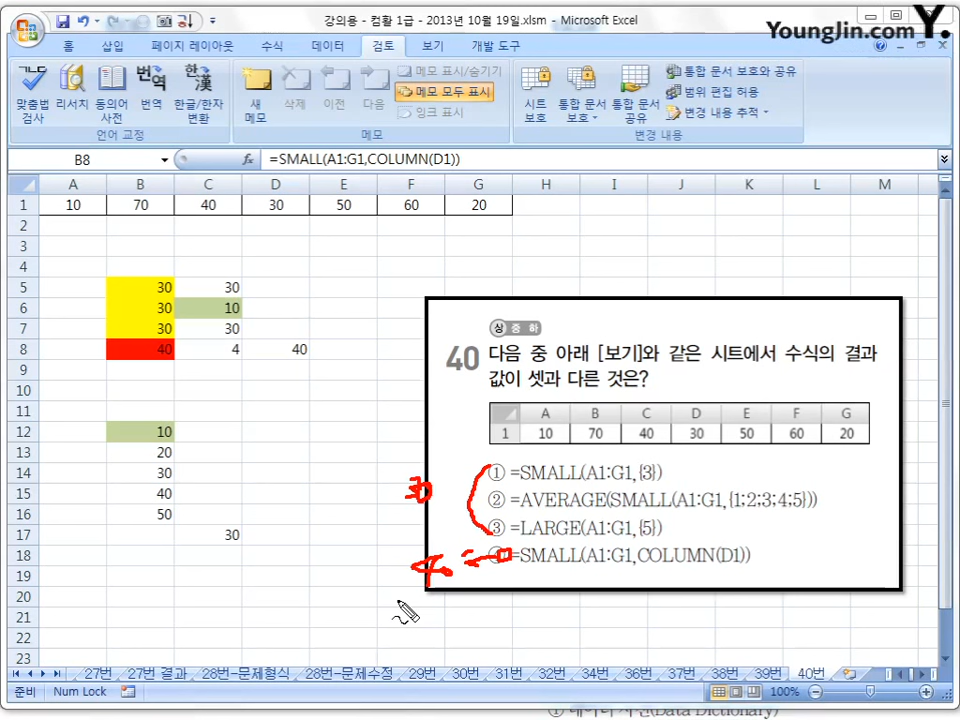 강의용 - 컴활 1급 - 2013년 10월 19일.xlsm - Microsoft Excel
YoungJin.com Y.
홈 삽입 페이지 레이아웃 수식 데이터 검토 보기 개발 도구
맞춤법 검사 리서치 동의어 사전 번역 한글/한자 변환 새 메모 삭제 이전 다음 메모 표시/숨기기 메모 모두 표시 잉크 표시 시트 보호 통합 문서 보호 통합 문서 공유 통합 문서 보호와 공유 범위 편집 허용 변경 내용 추적
언어 교정 메모 변경 내용
B8 fx =SMALL(A1:G1,COLUMN(D1))
A B C D E F G H I J K L M
1 10 70 40 30 50 60 20
2
3
4
5 30 30
6 30 10
7 30 30
8 40 4 40
9
10
11
12 10
13 20
14 30
15 40
16 50
17 30
18
19
20
21
22
23
상 중 하
40 다음 중 아래 [보기]와 같은 시트에서 수식의 결과
값이 셋과 다른 것은?
A B C D E F G
1 10 70 40 30 50 60 20
① =SMALL(A1:G1,{3})
② =AVERAGE(SMALL(A1:G1,{1;2;3;4;5}))
③ =LARGE(A1:G1,{5})
④ =SMALL(A1:G1,COLUMN(D1))
30
40
27번 27번 결과 28번-문제형식 28번-문제수정 29번 30번 31번 32번 34번 36번 37번 38번 39번 40번
준비 Num Lock 100%
① 데이터 사전(Data Dictionary)